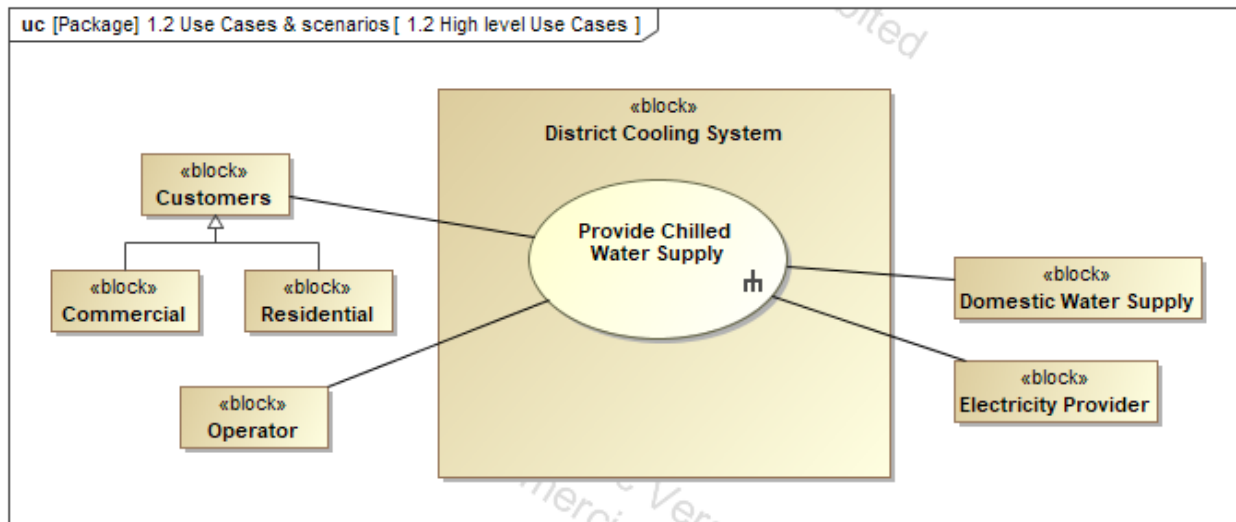 uc [Package] 1.2 Use Cases & scenarios [ 1.2 High level Use Cases ]
«block»
District Cooling System
Provide Chilled
Water Supply
«block»
Customers
«block»
Commercial
«block»
Residential
«block»
Operator
«block»
Domestic Water Supply
«block»
Electricity Provider